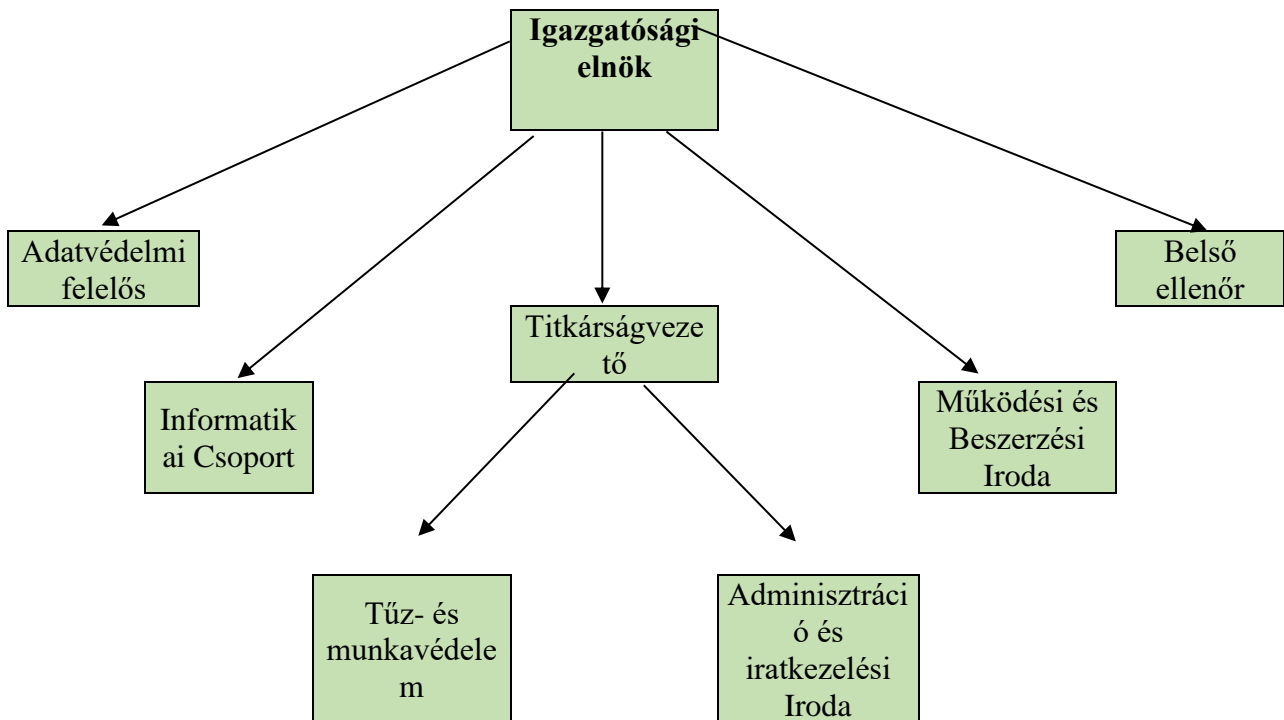 Igazgatósági
elnök
Adatvédelmi
felelős
Belső
ellenőr
Titkárságveze
tő
Informatik
ai Csoport
Működési és
Beszerzési
Iroda
Tűz- és
munkavédele
m
Adminisztráci
ó és
iratkezelési
Iroda